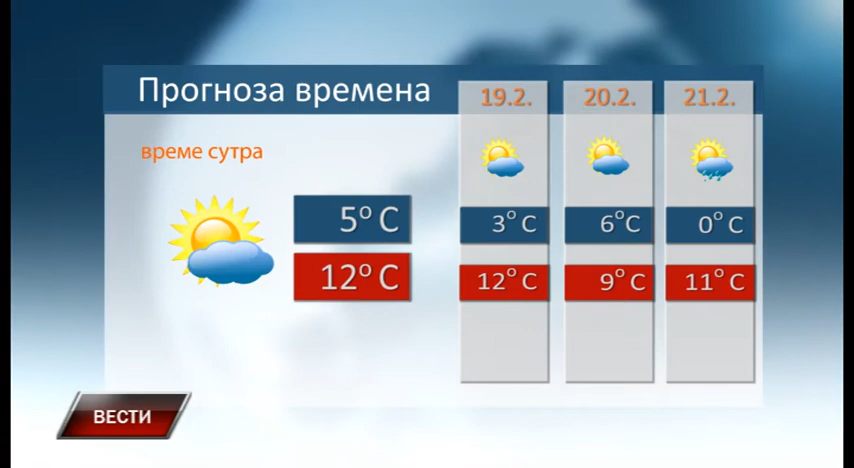 Прогноза времена
време сутра
5° C
12° C
19.2.
3° C
12° C
20.2.
6°C
9° C
21.2.
0° C
11° C
ВЕСТИ